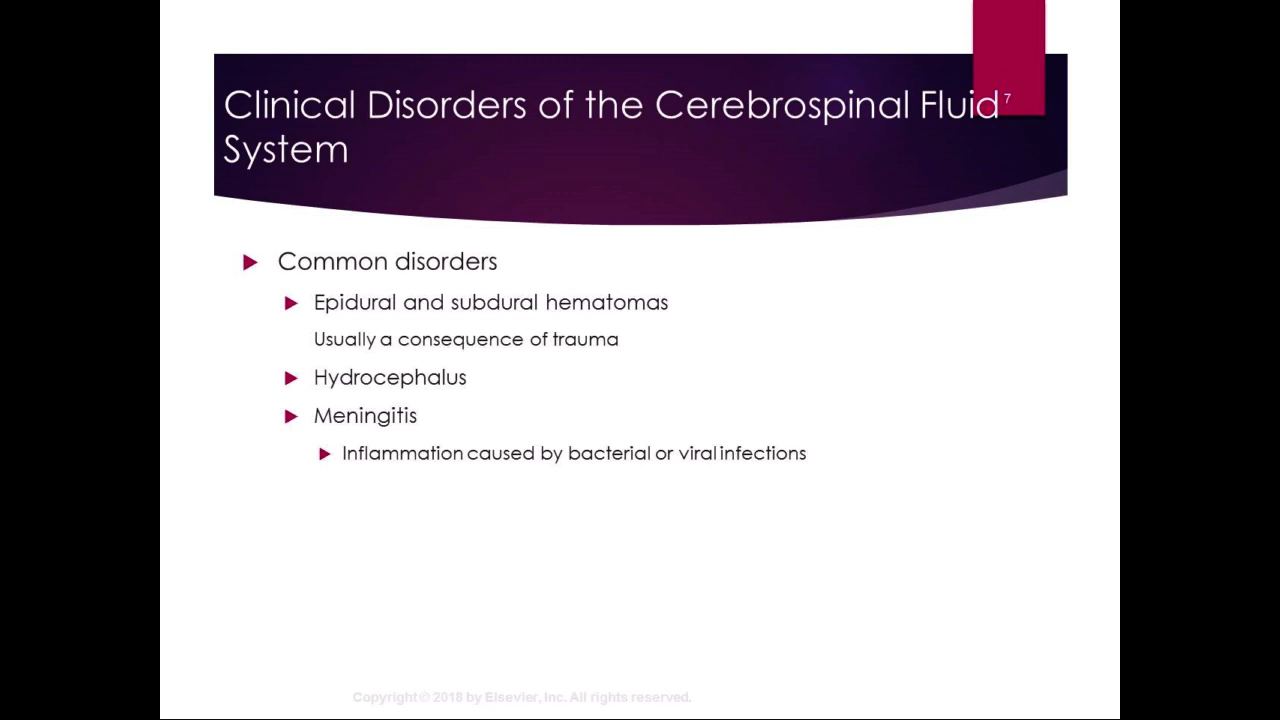 Clinical Disorders of the Cerebrospinal Fluid
7
System
Common disorders
Epidural and subdural hematomas
Usually a consequence of trauma
Hydrocephalus
Meningitis
Inflammation caused by bacterial or viral infections
Copyright © 2018 by Elsevier, Inc. All rights reserved.